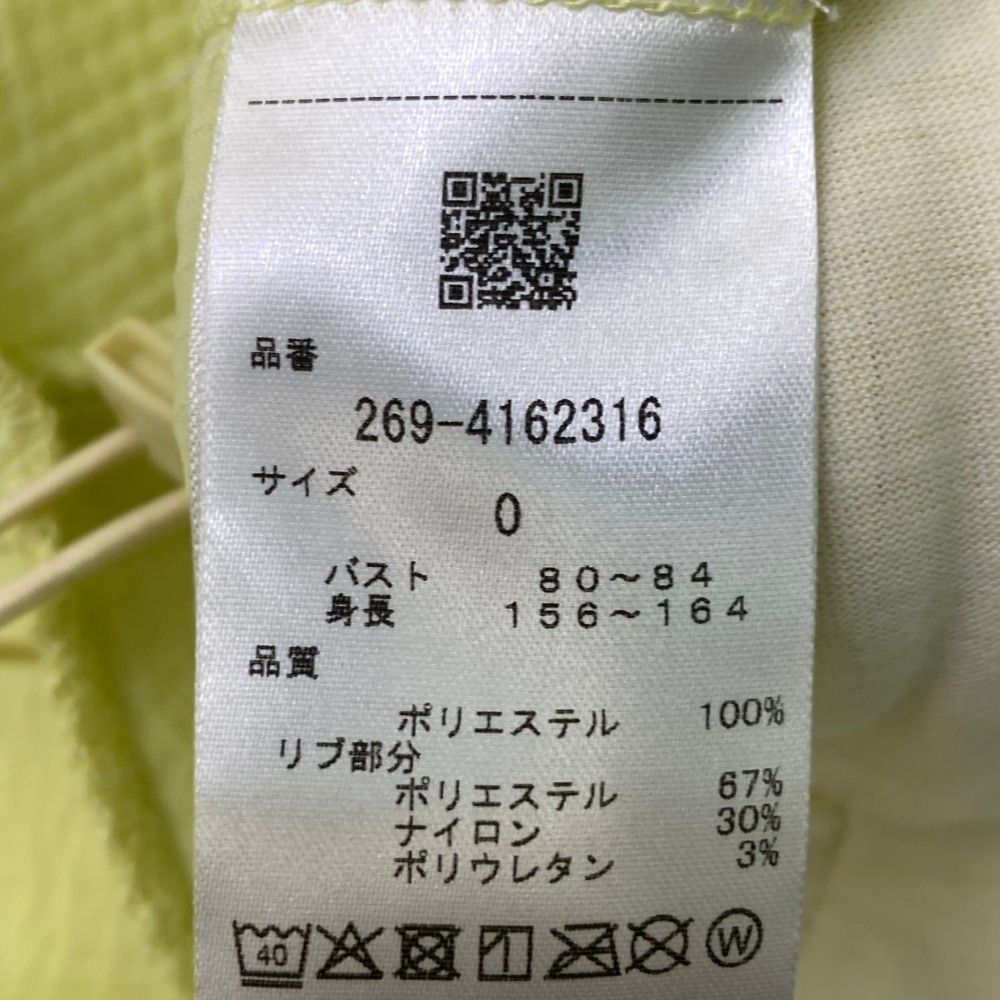 品番
269-4162316
サイズ
0
バスト 80~84
身長 156~164
品質
ポリエステル 100%
リブ部分
ポリエステル 67%
ナイロン 30%
ポリウレタン 3%
40 W